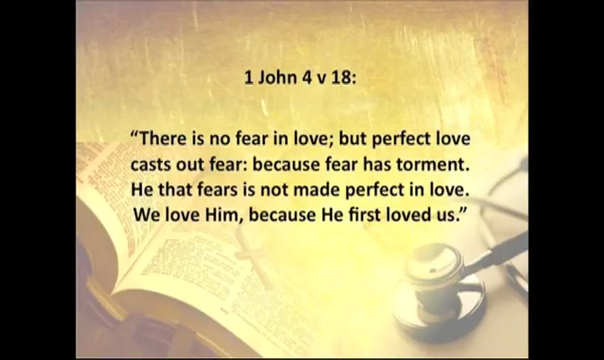 1 John 4 v 18:
“There is no fear in love; but perfect love
casts out fear: because fear has torment.
He that fears is not made perfect in love.
We love Him, because He first loved us.”